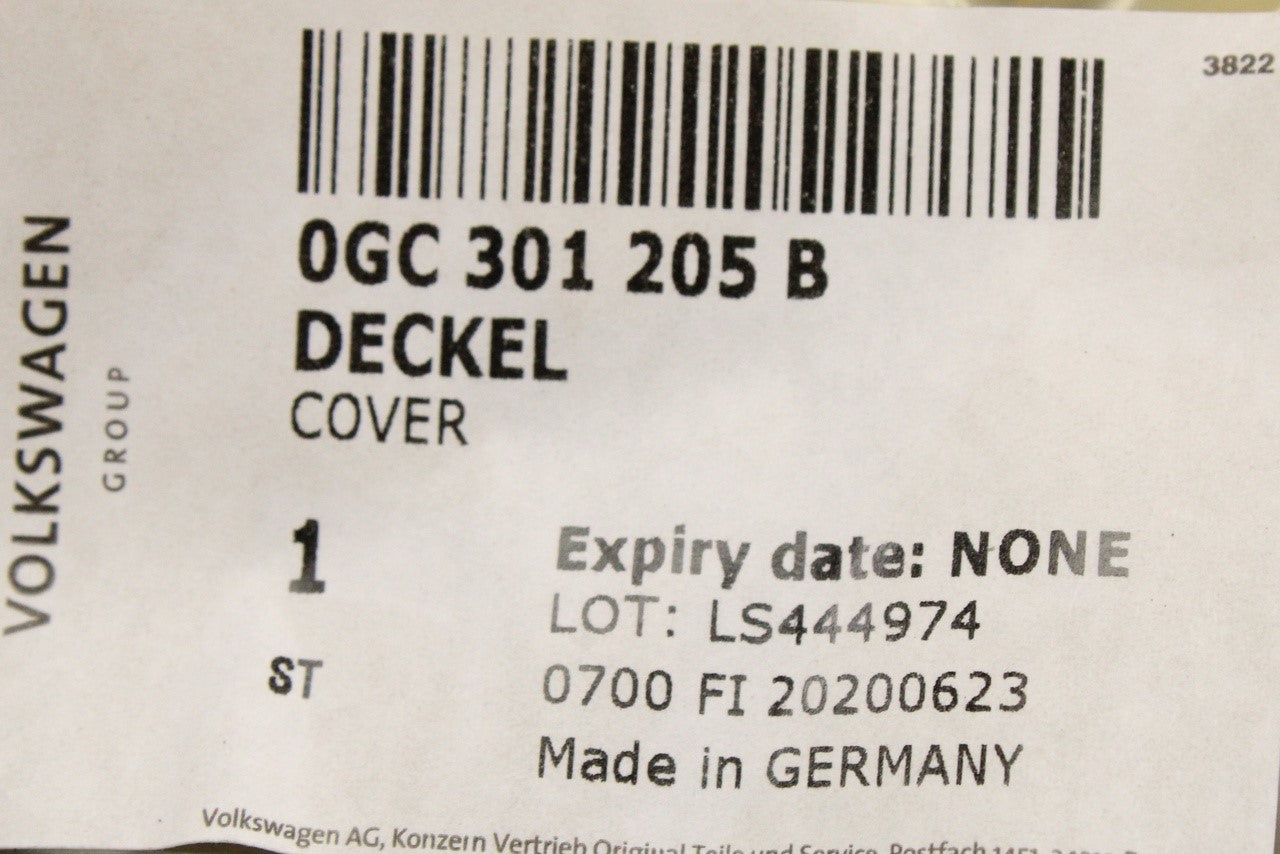 3822
VOLKSWAGEN
GROUP
0GC 301 205 B
DECKEL
COVER
1
ST
Expiry date: NONE
LOT: LS444974
0700 FI 20200623
Made in GERMANY
Volkswagen AG, Konzern Vertrieb Original Teile und Service, Postfach 1451,